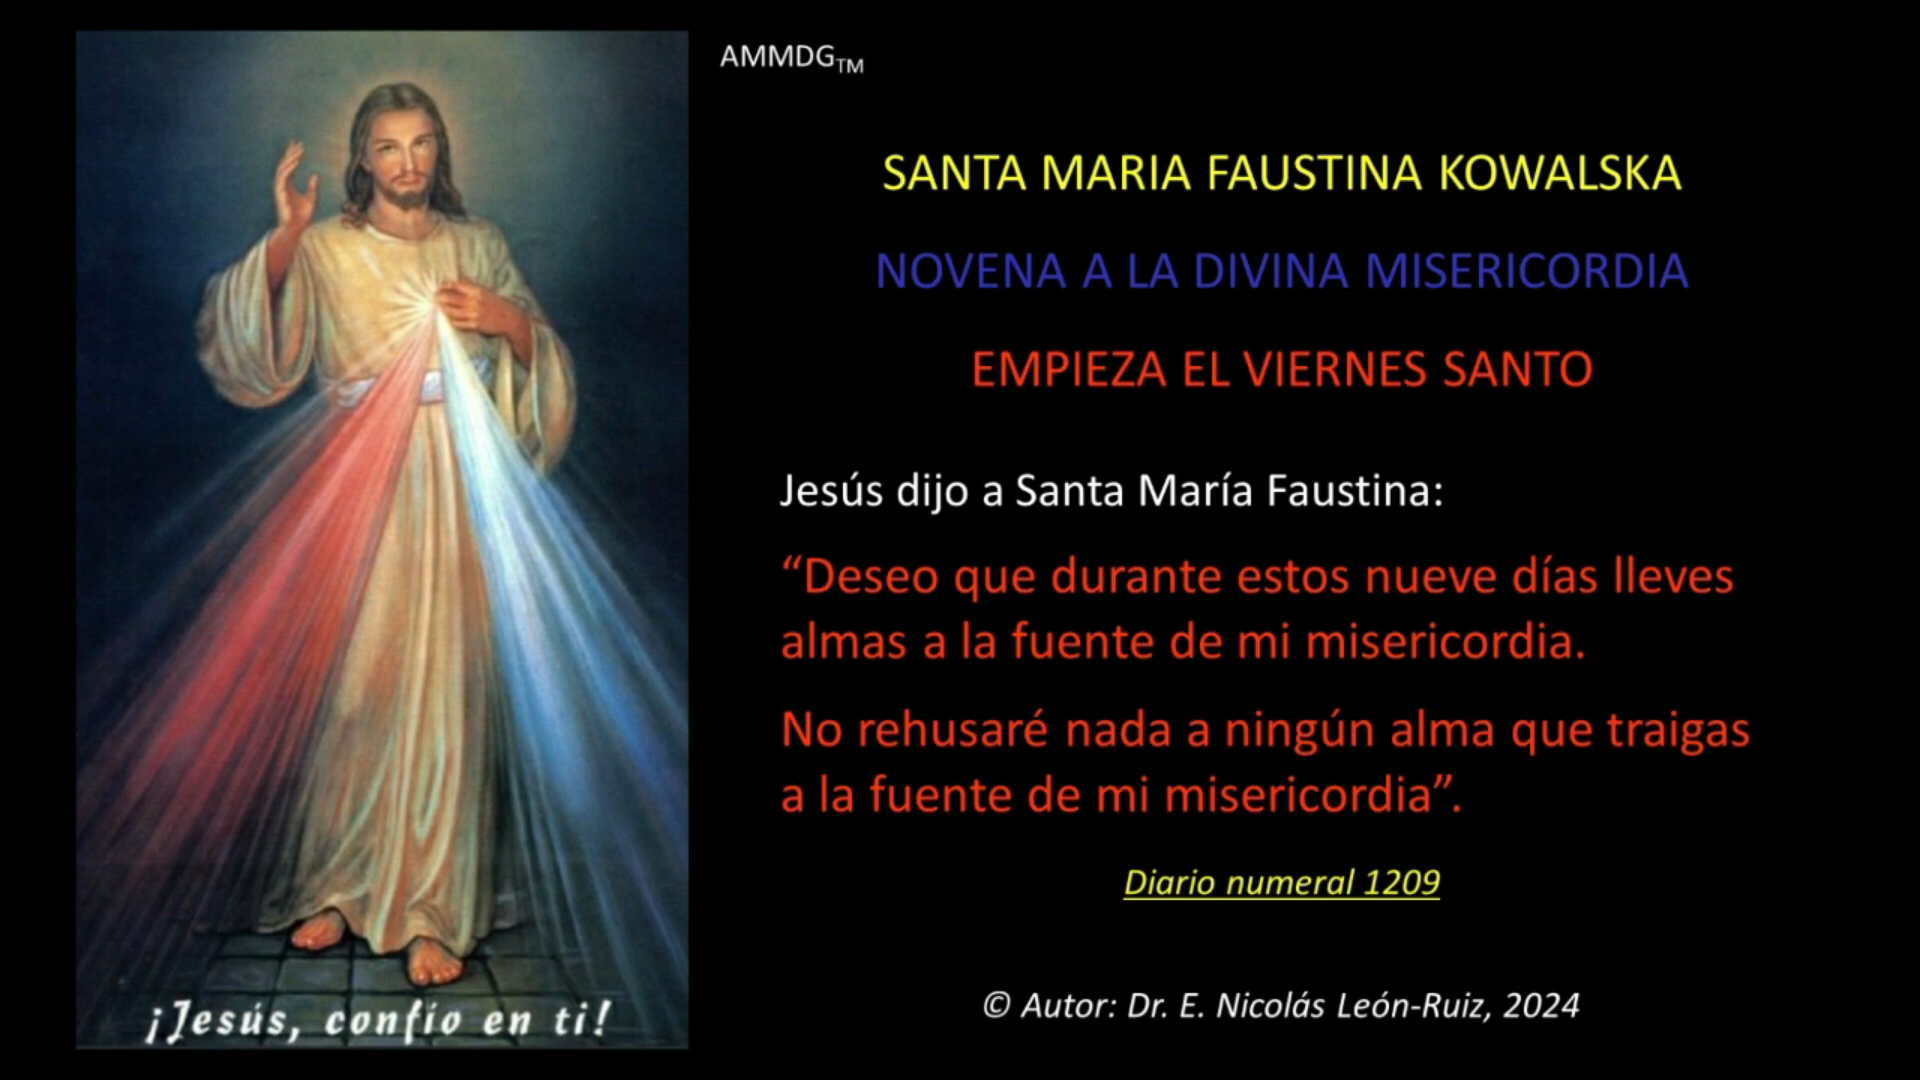 AMMDG™
SANTA MARIA FAUSTINA KOWALSKA
NOVENA A LA DIVINA MISERICORDIA
EMPIEZA EL VIERNES SANTO
Jesús dijo a Santa María Faustina:
“Deseo que durante estos nueve días lleves
almas a la fuente de mi misericordia.
No rehusaré nada a ningún alma que traigas
a la fuente de mi misericordia”.
Diario numeral 1209
© Autor: Dr. E. Nicolás León-Ruiz, 2024
¡Jesús, confío en ti!